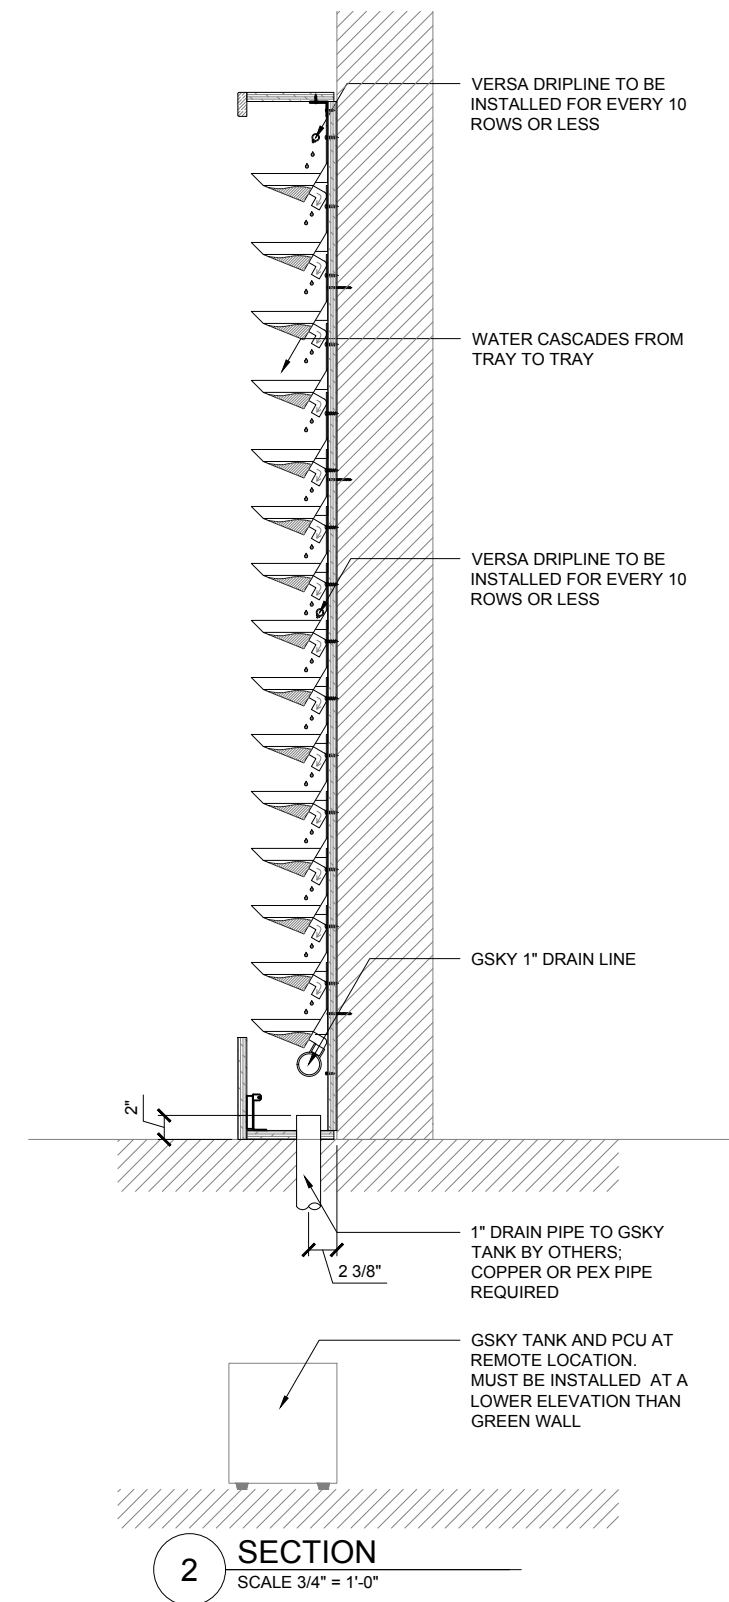 VERSA DRIPLINE TO BE
INSTALLED FOR EVERY 10
ROWS OR LESS
WATER CASCADES FROM
TRAY TO TRAY
VERSA DRIPLINE TO BE
INSTALLED FOR EVERY 10
ROWS OR LESS
GSKY 1" DRAIN LINE
2"
1" DRAIN PIPE TO GSKY
TANK BY OTHERS;
COPPER OR PEX PIPE
REQUIRED
2 3/8"
GSKY TANK AND PCU AT
REMOTE LOCATION.
MUST BE INSTALLED AT A
LOWER ELEVATION THAN
GREEN WALL
2
SECTION
SCALE 3/4" = 1'-0"